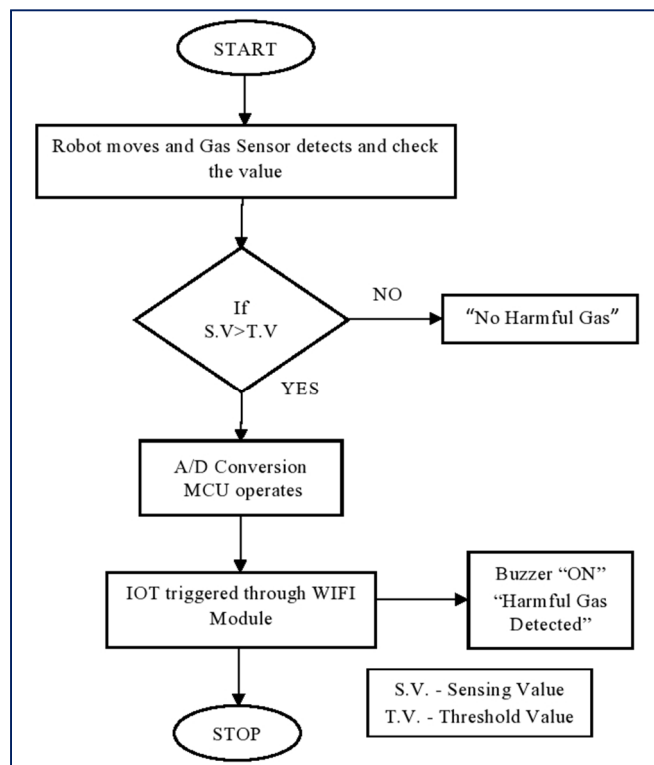 START
Robot moves and Gas Sensor detects and check
the value
If
S.V>T.V
NO
“No Harmful Gas”
YES
A/D Conversion
MCU operates
IOT triggered through WIFI
Module
Buzzer “ON”
“Harmful Gas
Detected”
S.V. - Sensing Value
T.V. - Threshold Value
STOP